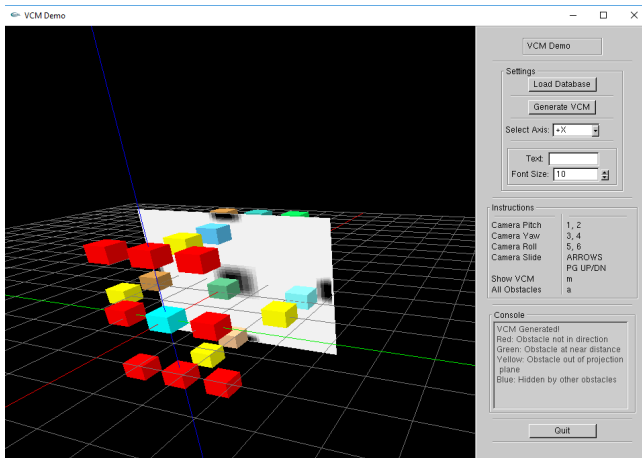 VCM Demo
VCM Demo
Settings
Load Database
Generate VCM
Select Axis: +X
Text:
Font Size: 10
Instructions
Camera Pitch 1, 2
Camera Yaw 3, 4
Camera Roll 5, 6
Camera Slide ARROWS
PG UP/DN
Show VCM m
All Obstacles a
Console
VCM Generated!
Red: Obstacle not in direction
Green: Obstacle at near distance
Yellow: Obstacle out of projection
plane
Blue: Hidden by other obstacles
Quit